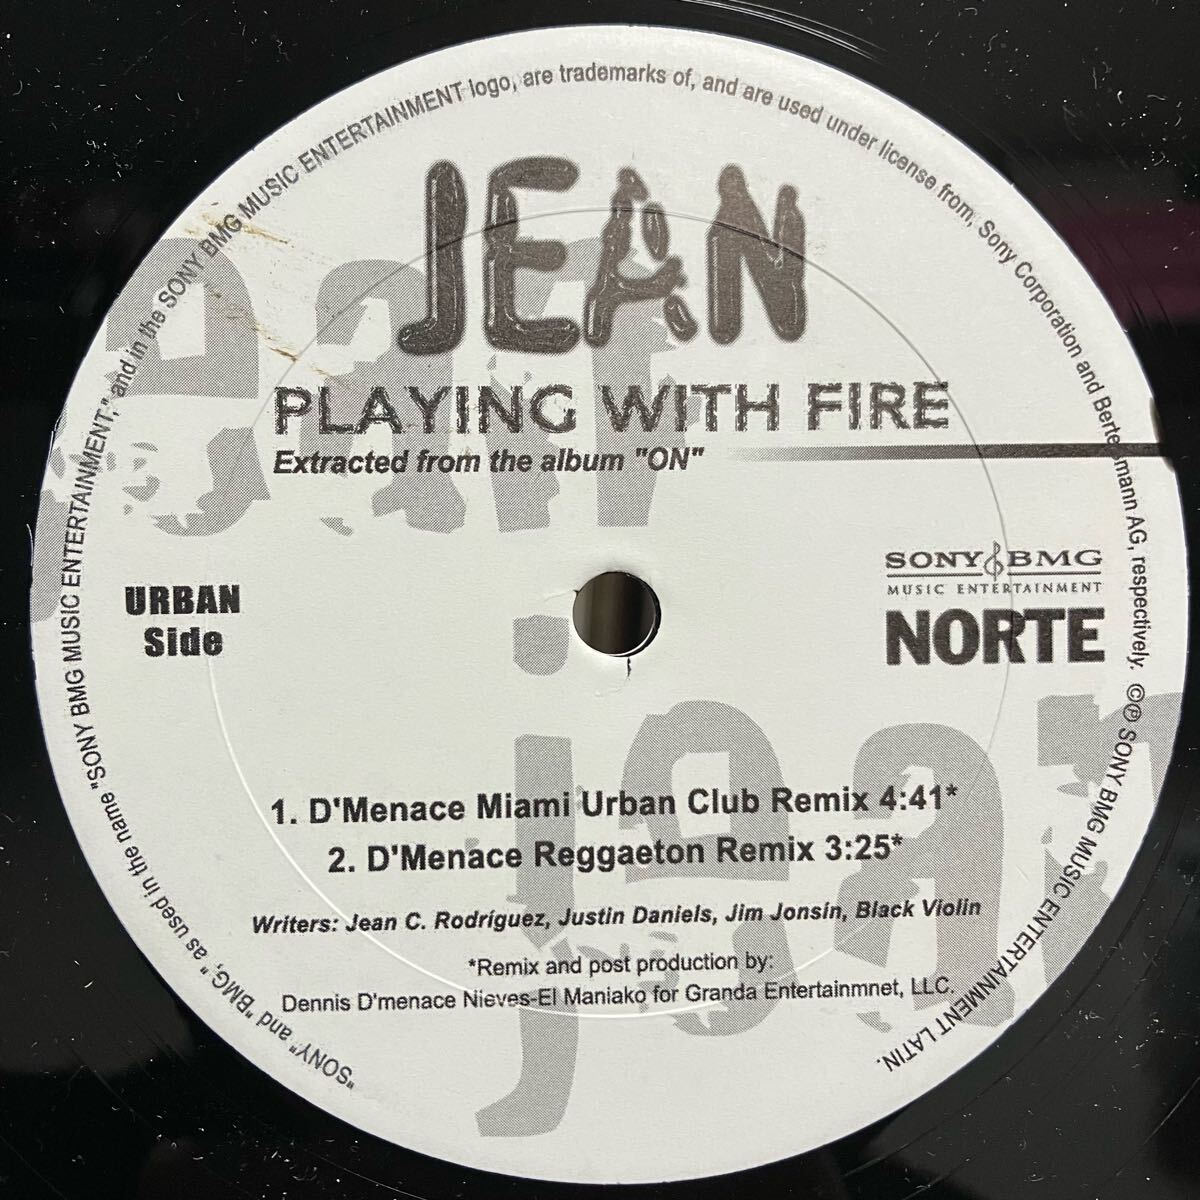 "SONY" and "BMG," as used in the name "SONY BMG MUSIC ENTERTAINMENT," and in the SONY BMG MUSIC ENTERTAINMENT logo, are trademarks of, and are used under license from, Sony Corporation and Bertelsmann AG, respectively. ©℗ SONY BMG MUSIC ENTERTAINMENT LATIN.
JEAN
PLAYING WITH FIRE
Extracted from the album "ON"
URBAN
Side
SONY BMG
MUSIC ENTERTAINMENT
NORTE
jean
1. D'Menace Miami Urban Club Remix 4:41*
2. D'Menace Reggaeton Remix 3:25*
Writers: Jean C. Rodríguez, Justin Daniels, Jim Jonsin, Black Violin
*Remix and post production by:
Dennis D'menace Nieves-El Maniako for Granda Entertainmnet, LLC.